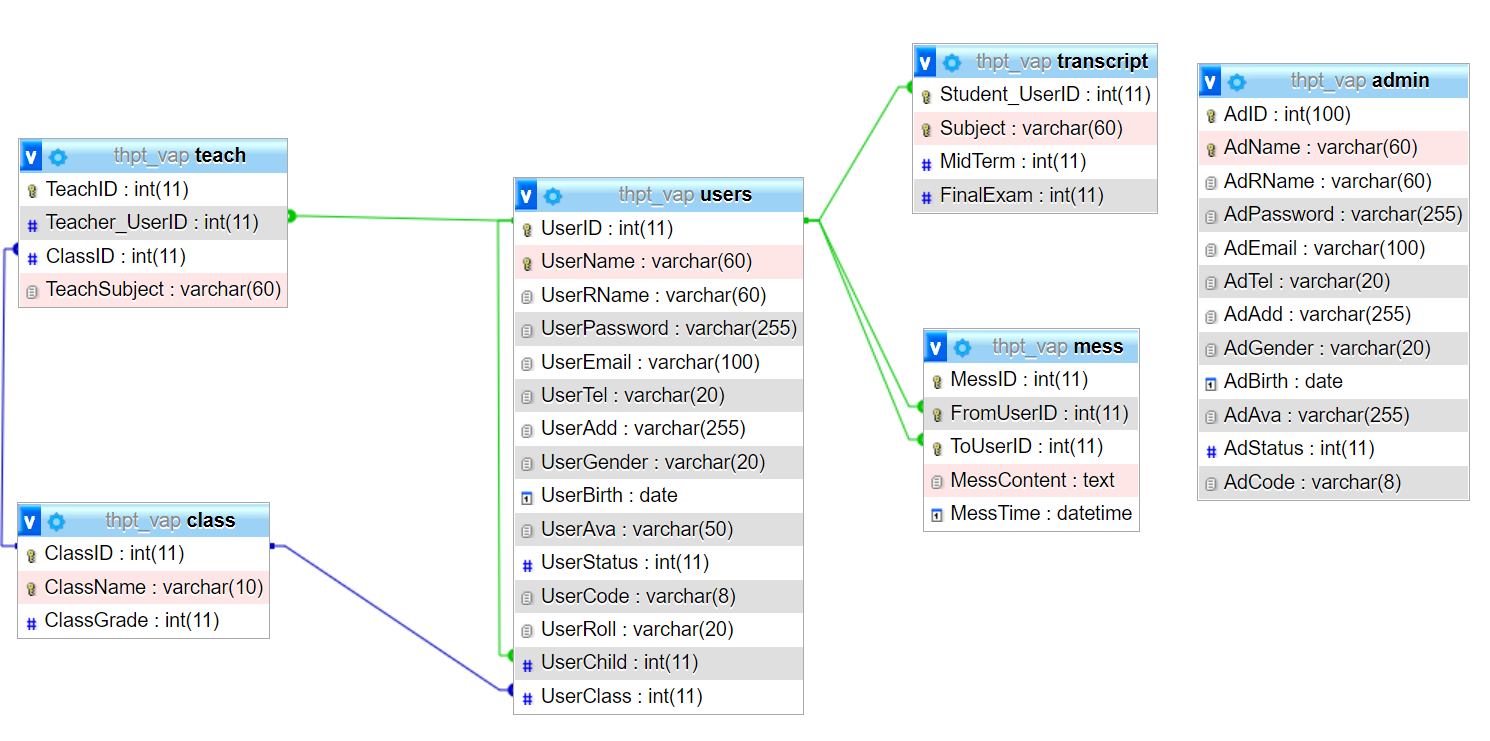 thpt_vap teach
TeachID : int(11)
Teacher_UserID : int(11)
ClassID : int(11)
TeachSubject : varchar(60)
thpt_vap class
ClassID : int(11)
ClassName : varchar(10)
ClassGrade : int(11)
thpt_vap users
UserID : int(11)
UserName : varchar(60)
UserRName : varchar(60)
UserPassword : varchar(255)
UserEmail : varchar(100)
UserTel : varchar(20)
UserAdd : varchar(255)
UserGender : varchar(20)
UserBirth : date
UserAva : varchar(50)
UserStatus : int(11)
UserCode : varchar(8)
UserRoll : varchar(20)
UserChild : int(11)
UserClass : int(11)
thpt_vap transcript
Student_UserID : int(11)
Subject : varchar(60)
MidTerm : int(11)
FinalExam : int(11)
thpt_vap mess
MessID : int(11)
FromUserID : int(11)
ToUserID : int(11)
MessContent : text
MessTime : datetime
thpt_vap admin
AdID : int(100)
AdName : varchar(60)
AdRName : varchar(60)
AdPassword : varchar(255)
AdEmail : varchar(100)
AdTel : varchar(20)
AdAdd : varchar(255)
AdGender : varchar(20)
AdBirth : date
AdAva : varchar(255)
AdStatus : int(11)
AdCode : varchar(8)